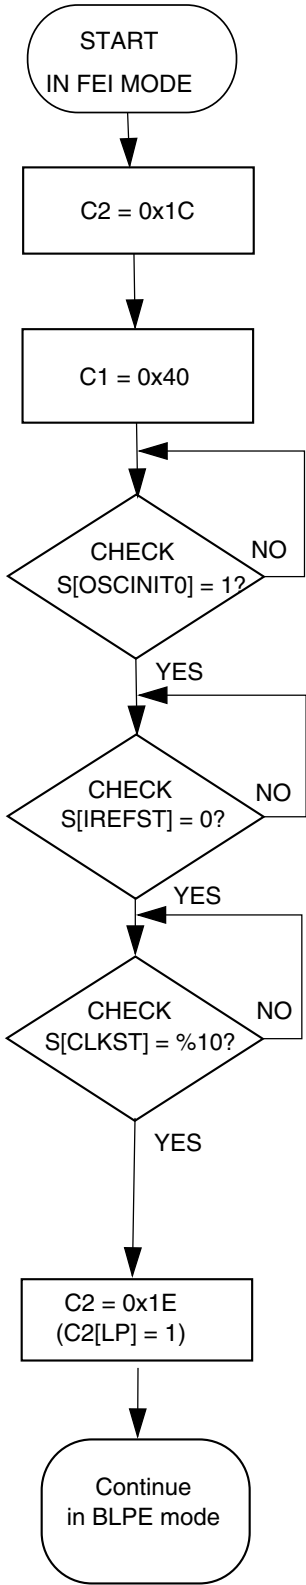 START
IN FEI MODE
C2 = 0x1C
C1 = 0x40
CHECK
S[OSCINIT0] = 1?
NO
YES
CHECK
S[IREFST] = 0?
NO
YES
CHECK
S[CLKST] = %10?
NO
YES
C2 = 0x1E
(C2[LP] = 1)
Continue
in BLPE mode